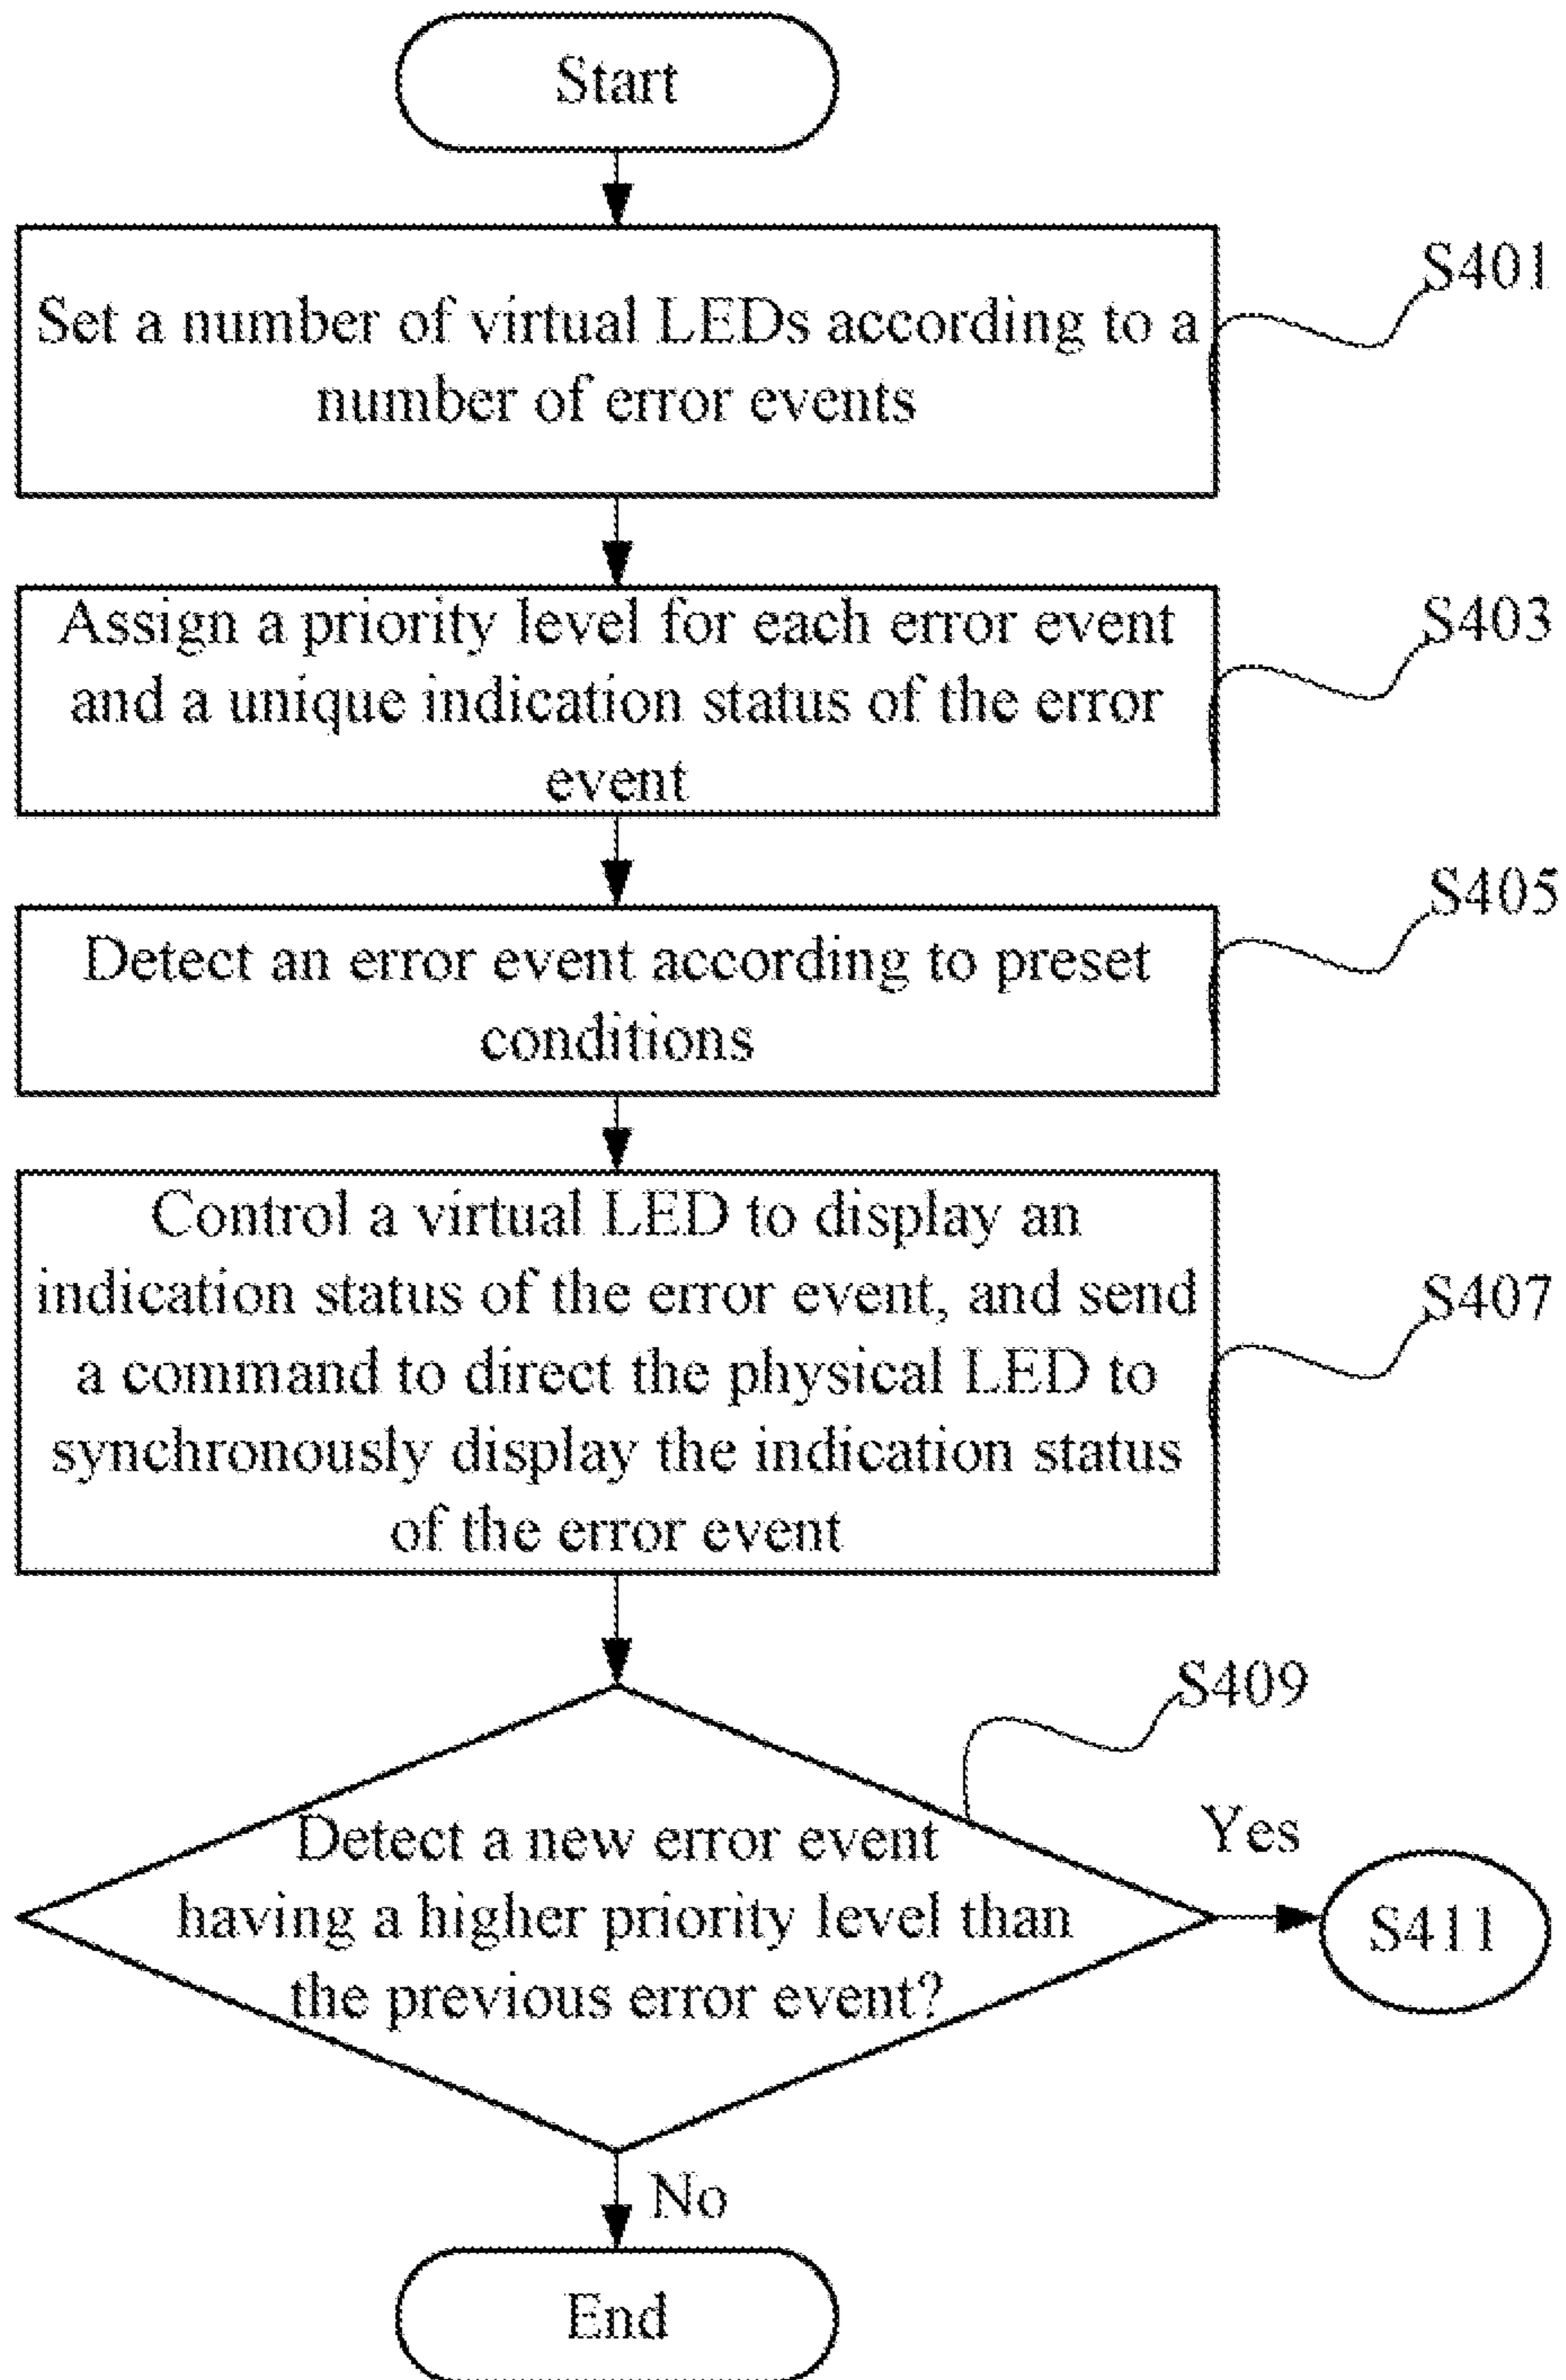 Start
S401
Set a number of virtual LEDs according to a
number of error events
S403
Assign a priority level for each error event
and a unique indication status of the error
event
S405
Detect an error event according to preset
conditions
Control a virtual LED to display an
indication status of the error event, and send
S407
a command to direct the physical LED to
synchronously display the indication status
of the error event
S409
Detect a new error event
having a higher priority level than
the previous error event?
Yes
S411
No
End